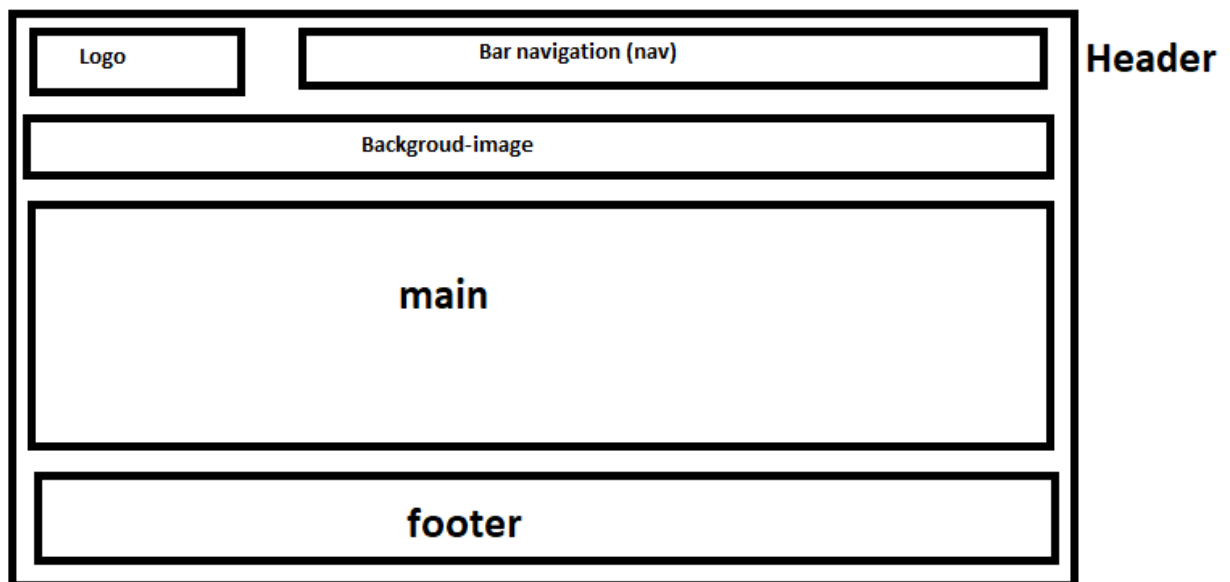 Logo
Bar navigation (nav)
Header
Backgroud-image
main
footer